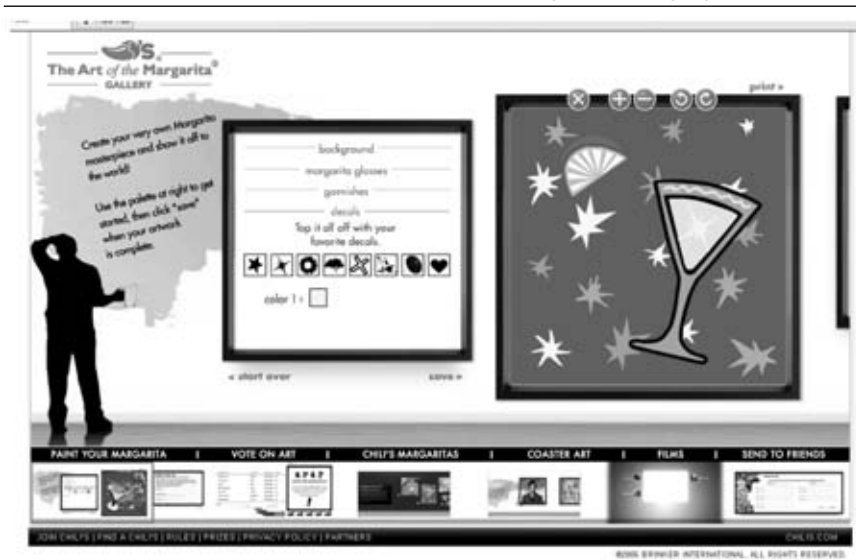 CHILI'S®
The Art of the Margarita®
GALLERY
Create your very own Margarita
masterpiece and show it off to
the world!
Use the palette at right to get
started, then click "save"
when your artwork
is complete.
background
margarita glasses
garnishes
decals
Top it all off with your
favorite decals.
color 1 »
« start over
save »
print »
PAINT YOUR MARGARITA | VOTE ON ART | CHILI'S MARGARITAS | COASTER ART | FILMS | SEND TO FRIENDS
JOIN CHILI'S | FIND A CHILI'S | RULES | PRIZES | PRIVACY POLICY | PARTNERS
CHILIS.COM
BRINKER INTERNATIONAL. ALL RIGHTS RESERVED.